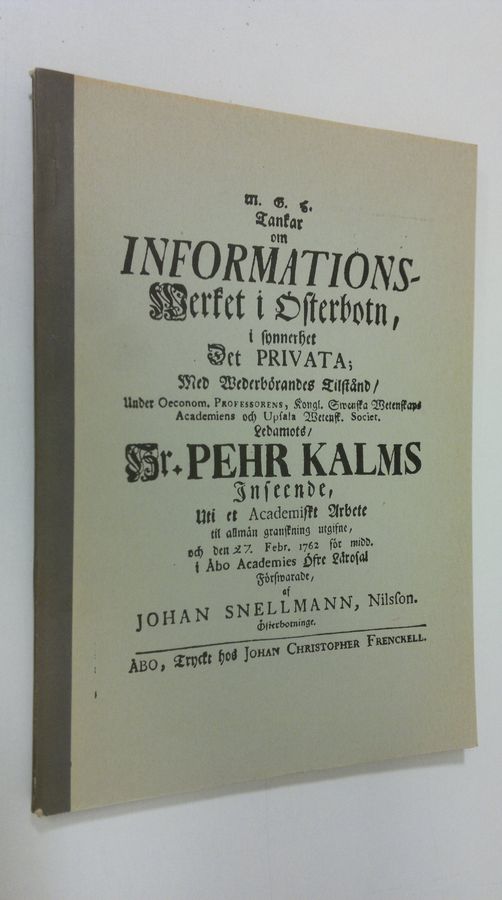 M. G. H.
Tankar
om
INFORMATIONS-
Werket i Österbotn,
i synnerhet
Det PRIVATA;
Med Wederbörandes Tilstånd/
Under Oeconom. PROFESSORENS, Kongl. Swenska Wetenskaps
Academiens och Upsala Wetensk. Societ.
Ledamots/
Hr. PEHR KALMS
Inseende,
Uti et Academiskt Arbete
til allmän granskning utgifne,
och den 27. Febr. 1762 för midd.
i Åbo Academies Öfre Lärosal
Förswarade,
af
JOHAN SNELLMANN, Nilsson.
Österbotninge.
ÅBO, Tryckt hos JOHAN CHRISTOPHER FRENCKELL.